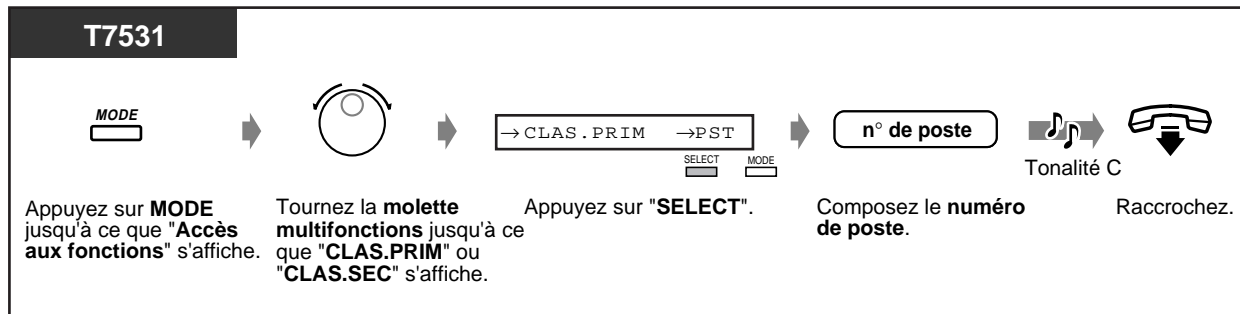 T7531
MODE
→CLAS.PRIM →PST
SELECT MODE
n° de poste
Tonalité C
Appuyez sur MODE
jusqu'à ce que "Accès
aux fonctions" s'affiche.
Tournez la molette
multifonctions jusqu'à ce
que "CLAS.PRIM" ou
"CLAS.SEC" s'affiche.
Appuyez sur "SELECT".
Composez le numéro
de poste.
Raccrochez.